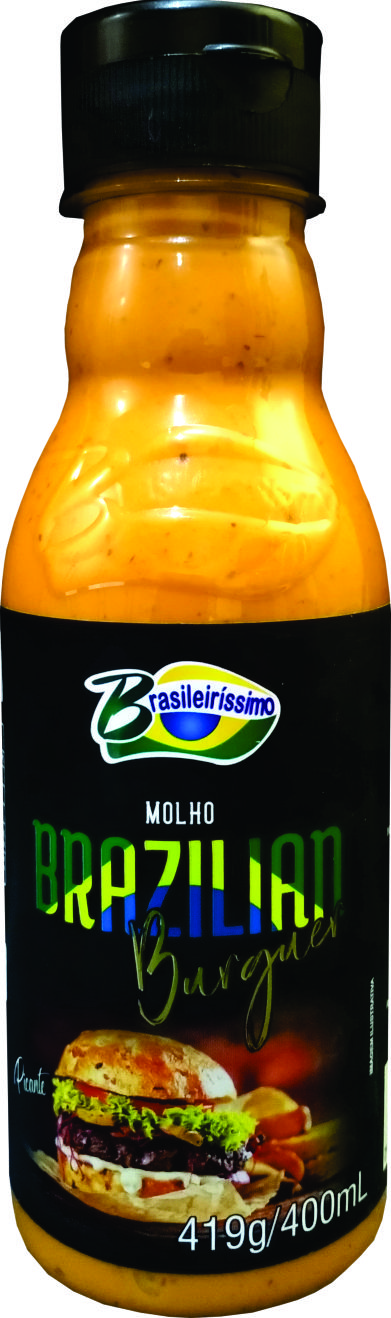 Brasileiríssimo
MOLHO
BRAZILIAN
Burguer
Picante
IMAGEM ILUSTRATIVA
419g/400mL